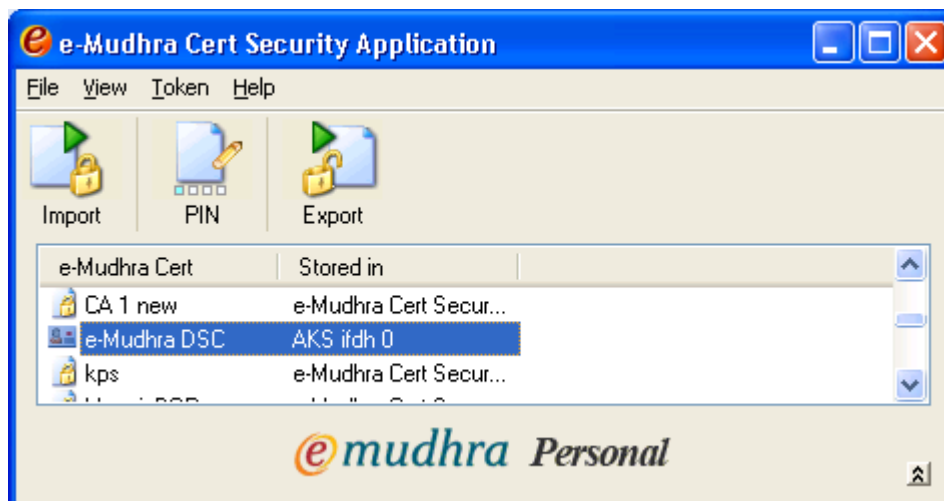 e e-Mudhra Cert Security Application
File View Token Help
Import PIN Export
e-Mudhra Cert Stored in
CA 1 new e-Mudhra Cert Secur...
e-Mudhra DSC AKS ifdh 0
kps e-Mudhra Cert Secur...
emudhra Personal